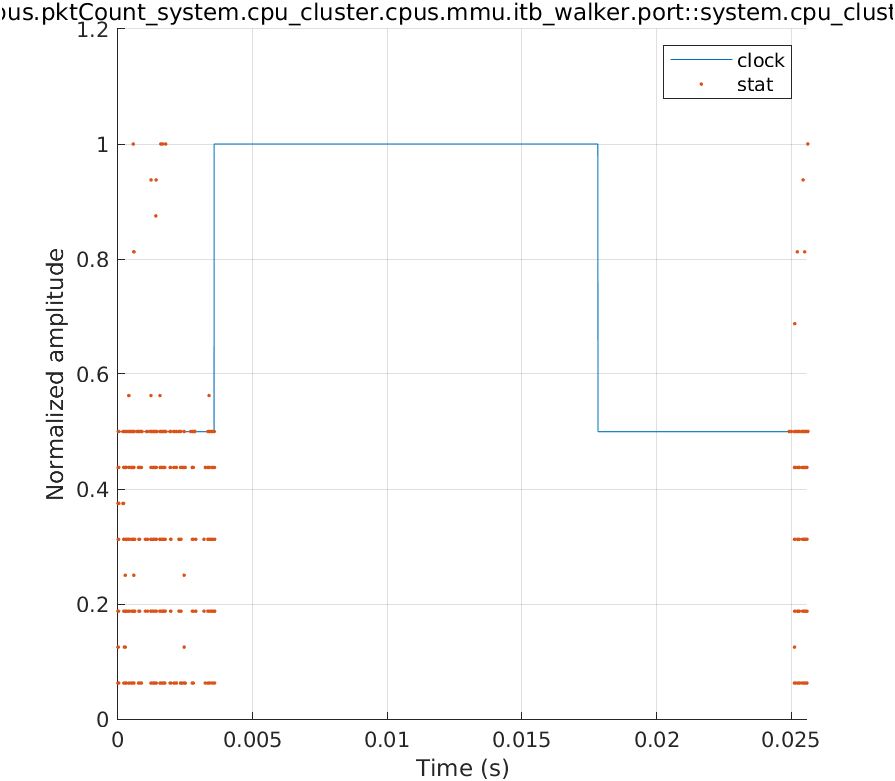 ous.pktCount_system.cpu_cluster.cpus.mmu.itb_walker.port::system.cpu_clust
1.2
1
0.8
0.6
0.4
0.2
0
Normalized amplitude
clock
stat
0 0.005 0.01 0.015 0.02 0.025
Time (s)